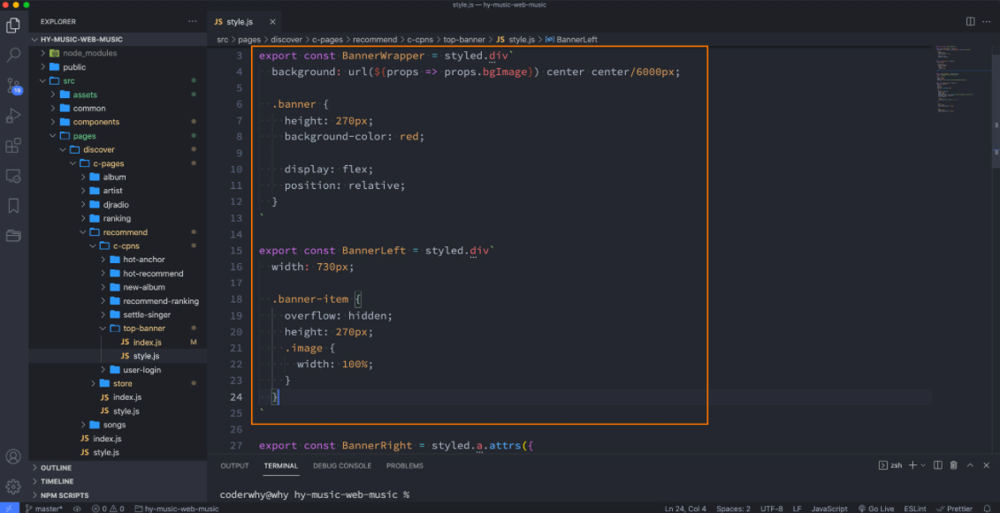 style.js — hy-music-web-music
EXPLORER
JS style.js
src > pages > discover > c-pages > recommend > c-cpns > top-banner > JS style.js > BannerLeft
HY-MUSIC-WEB-MUSIC
node_modules
public
src
assets
common
components
pages
discover
c-pages
album
artist
djradio
ranking
recommend
c-cpns
hot-anchor
hot-recommend
new-album
recommend-ranking
settle-singer
top-banner
JS index.js M
JS style.js
user-login
store
JS index.js
JS style.js
songs
JS index.js
JS style.js
OUTLINE
TIMELINE
NPM SCRIPTS
19
3 export const BannerWrapper = styled.div`
4 background: url(${props => props.bgImage}) center center/6000px;
5
6 .banner {
7 height: 270px;
8 background-color: red;
9
10 display: flex;
11 position: relative;
12 }
13 `
14
15 export const BannerLeft = styled.div`
16 width: 730px;
17
18 .banner-item {
19 overflow: hidden;
20 height: 270px;
21 .image {
22 width: 100%;
23 }
24 }
25 `
26
27 export const BannerRight = styled.a.attrs({
OUTPUT TERMINAL DEBUG CONSOLE PROBLEMS
zsh
coderwhy@why hy-music-web-music %
master* 0 0 hy-music-web-music Ln 24, Col 4 Spaces: 2 UTF-8 LF JavaScript Go Live ESLint Prettier